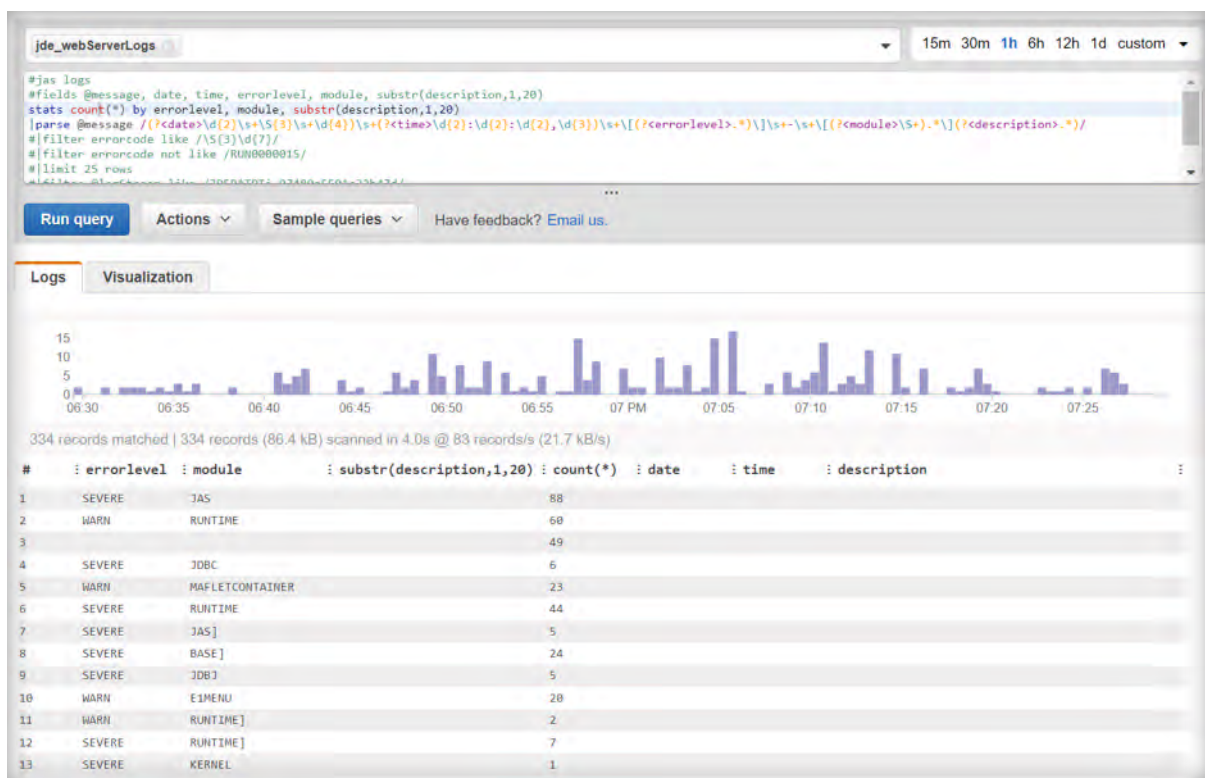 jde_webServerLogs
15m 30m 1h 6h 12h 1d custom
#jas logs
#fields @message, date, time, errorlevel, module, substr(description,1,20)
stats count(*) by errorlevel, module, substr(description,1,20)
|parse @message /(?<date>\d{2}\s+\S{3}\s+\d{4})\s+(?<time>\d{2}:\d{2}:\d{2},\d{3})\s+\[(?<errorlevel>.*)\]\s+-\s+\[(?<module>\S+).*\](?<description>.*)/
#|filter errorcode like /\S{3}\d{7}/
#|filter errorcode not like /RUN0000015/
#|limit 25 rows
Run query Actions Sample queries Have feedback? Email us.
Logs Visualization
15
10
5
0
06:30 06:35 06:40 06:45 06:50 06:55 07 PM 07:05 07:10 07:15 07:20 07:25
334 records matched | 334 records (86.4 kB) scanned in 4.0s @ 83 records/s (21.7 kB/s)
# : errorlevel : module : substr(description,1,20) : count(*) : date : time : description :
1 SEVERE JAS 88
2 WARN RUNTIME 60
3 49
4 SEVERE JDBC 6
5 WARN MAFLETCONTAINER 23
6 SEVERE RUNTIME 44
7 SEVERE JAS] 5
8 SEVERE BASE] 24
9 SEVERE JDBJ 5
10 WARN E1MENU 20
11 WARN RUNTIME] 2
12 SEVERE RUNTIME] 7
13 SEVERE KERNEL 1